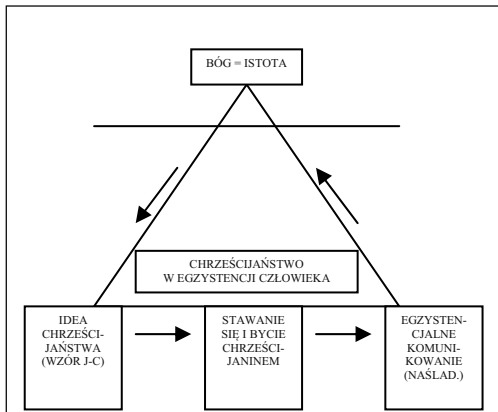 BÓG = ISTOTA
CHRZEŚCIJAŃSTWO
W EGZYSTENCJI CZŁOWIEKA
IDEA
CHRZEŚCI-
JAŃSTWA
(WZÓR J-C)
STAWANIE
SIĘ I BYCIE
CHRZEŚCI-
JANINEM
EGZYSTEN-
CJALNE
KOMUNI-
KOWANIE
(NAŚLAD.)